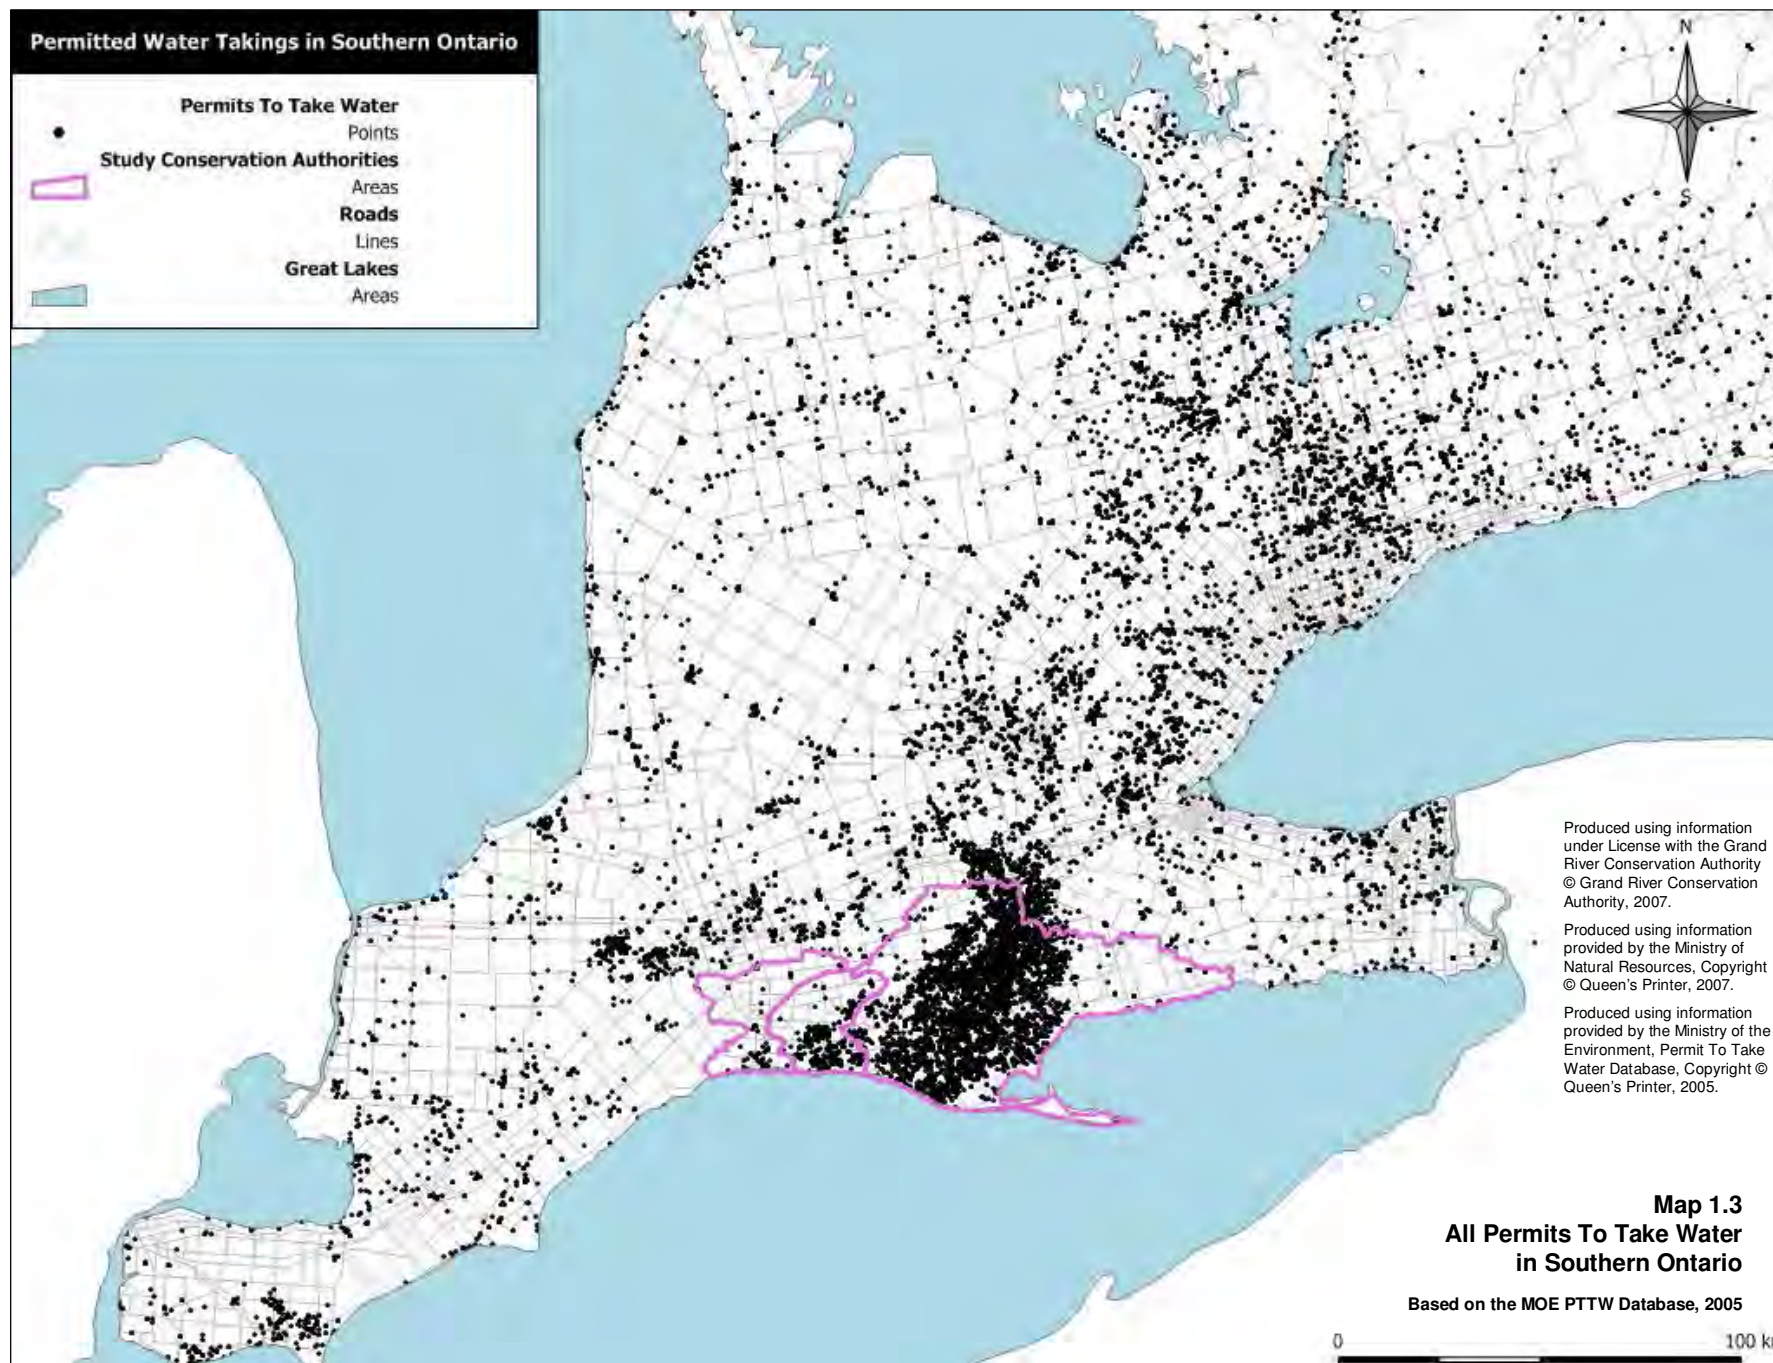 Permitted Water Takings in Southern Ontario
Permits To Take Water
Points
Study Conservation Authorities
Areas
Roads
Lines
Great Lakes
Areas
N
S
Produced using information
under License with the Grand
River Conservation Authority
© Grand River Conservation
Authority, 2007.
Produced using information
provided by the Ministry of
Natural Resources, Copyright
© Queen's Printer, 2007.
Produced using information
provided by the Ministry of the
Environment, Permit To Take
Water Database, Copyright ©
Queen's Printer, 2005.
Map 1.3
All Permits To Take Water
in Southern Ontario
Based on the MOE PTTW Database, 2005
0 100